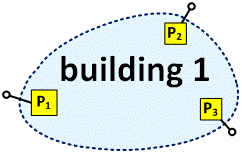 P₂
building 1
P₁
P₃